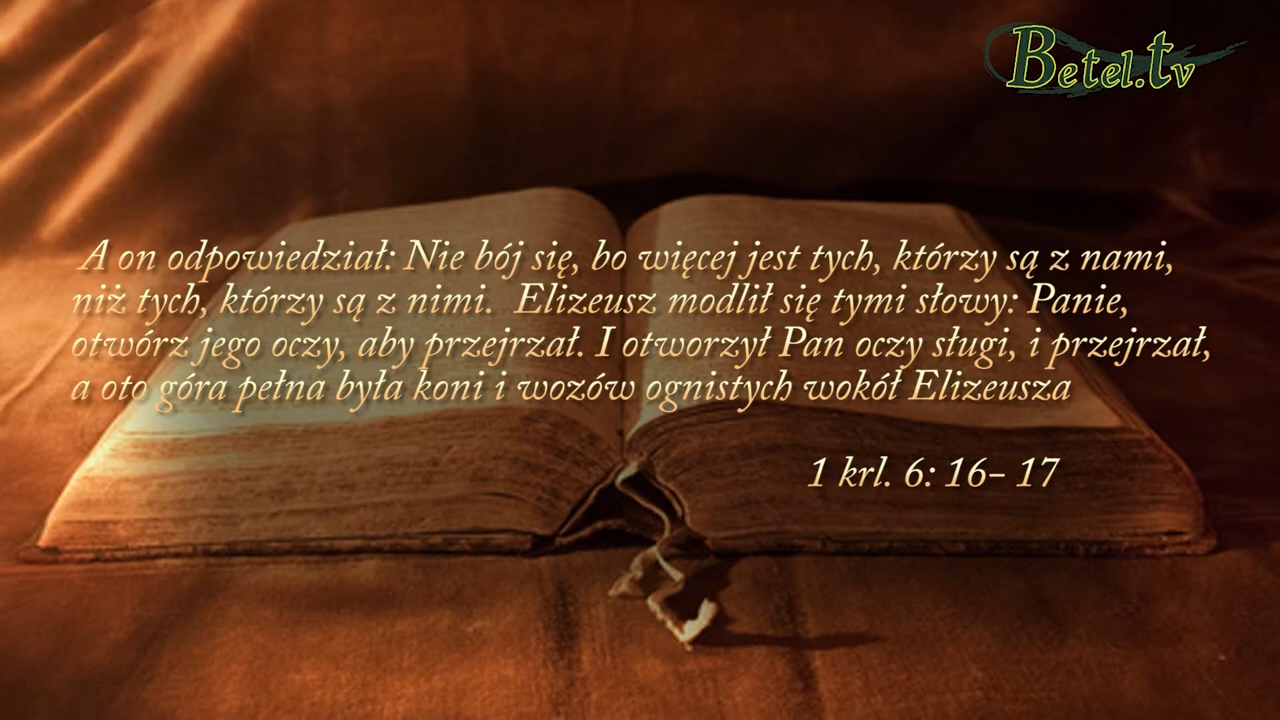 Betel.tv
A on odpowiedział: Nie bój się, bo więcej jest tych, którzy są z nami,
niż tych, którzy są z nimi. Elizeusz modlił się tymi słowy: Panie,
otwórz jego oczy, aby przejrzał. I otworzył Pan oczy sługi, i przejrzał,
a oto góra pełna była koni i wozów ognistych wokół Elizeusza
1 krl. 6: 16- 17